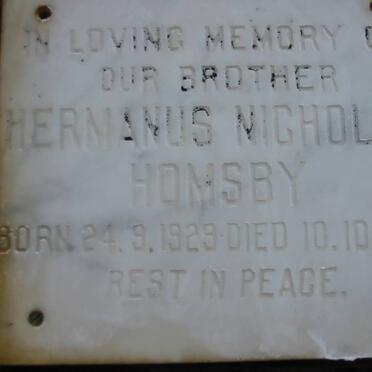 IN LOVING MEMORY O
OUR BROTHER
HERMANUS NICHOL
HOMSBY
BORN 24.9.1929·DIED 10.10
REST IN PEACE.